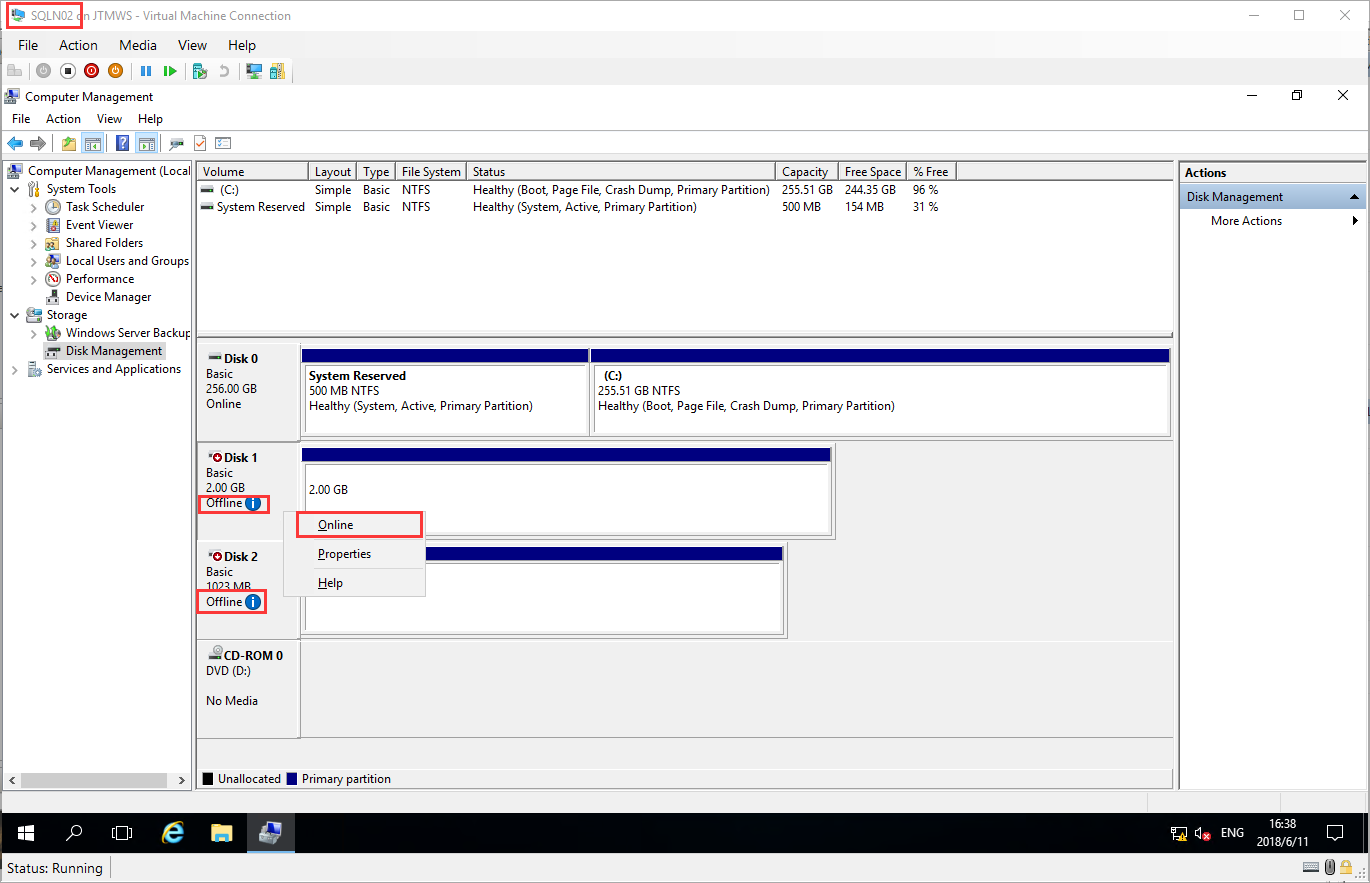 SQLN02 on JTMWS - Virtual Machine Connection
File Action Media View Help
Computer Management
File Action View Help
Computer Management (Local
System Tools
Task Scheduler
Event Viewer
Shared Folders
Local Users and Groups
Performance
Device Manager
Storage
Windows Server Backup
Disk Management
Services and Applications
Volume Layout Type File System Status Capacity Free Space % Free
(C:) Simple Basic NTFS Healthy (Boot, Page File, Crash Dump, Primary Partition) 255.51 GB 244.35 GB 96 %
System Reserved Simple Basic NTFS Healthy (System, Active, Primary Partition) 500 MB 154 MB 31 %
Disk 0
Basic
256.00 GB
Online
System Reserved
500 MB NTFS
Healthy (System, Active, Primary Partition)
(C:)
255.51 GB NTFS
Healthy (Boot, Page File, Crash Dump, Primary Partition)
Disk 1
Basic
2.00 GB
Offline
2.00 GB
Online
Properties
Help
Disk 2
Basic
1023 MB
Offline
CD-ROM 0
DVD (D:)
No Media
Unallocated Primary partition
Actions
Disk Management
More Actions
ENG
16:38
2018/6/11
Status: Running